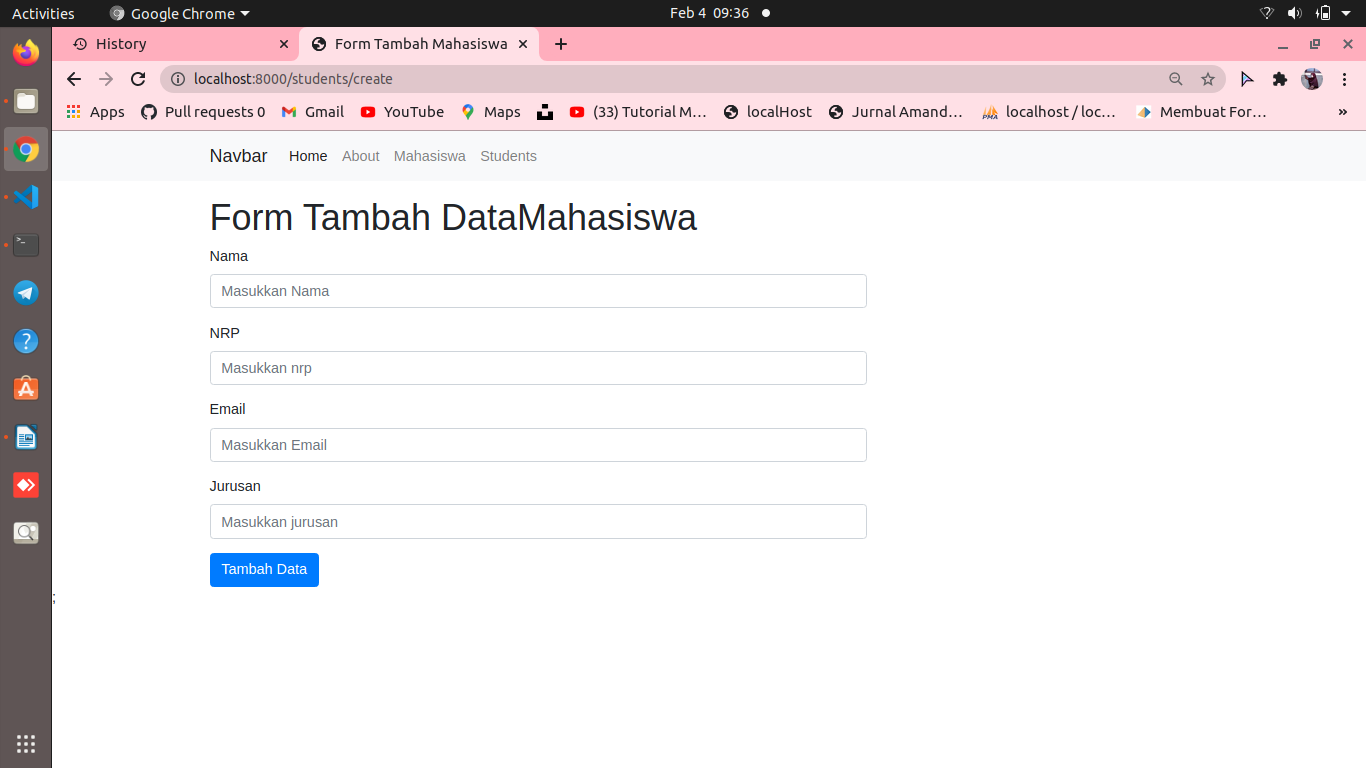 Activities Google Chrome Feb 4 09:36
History Form Tambah Mahasiswa
localhost:8000/students/create
Apps Pull requests 0 Gmail YouTube Maps (33) Tutorial M… localHost Jurnal Amand… PMA localhost / loc… Membuat For… »
Navbar Home About Mahasiswa Students
Form Tambah DataMahasiswa
Nama
Masukkan Nama
NRP
Masukkan nrp
Email
Masukkan Email
Jurusan
Masukkan jurusan
Tambah Data
;